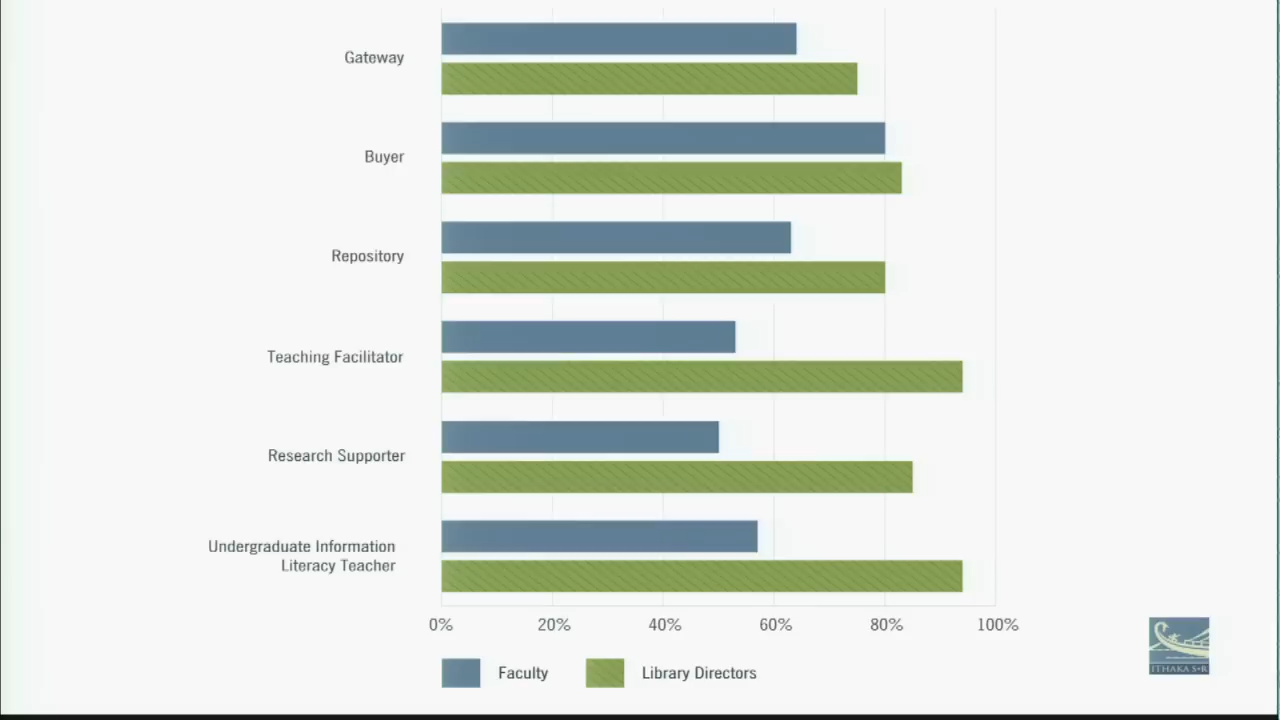 Gateway
Buyer
Repository
Teaching Facilitator
Research Supporter
Undergraduate Information
Literacy Teacher
0% 20% 40% 60% 80% 100%
Faculty Library Directors
ITHAKA S+R